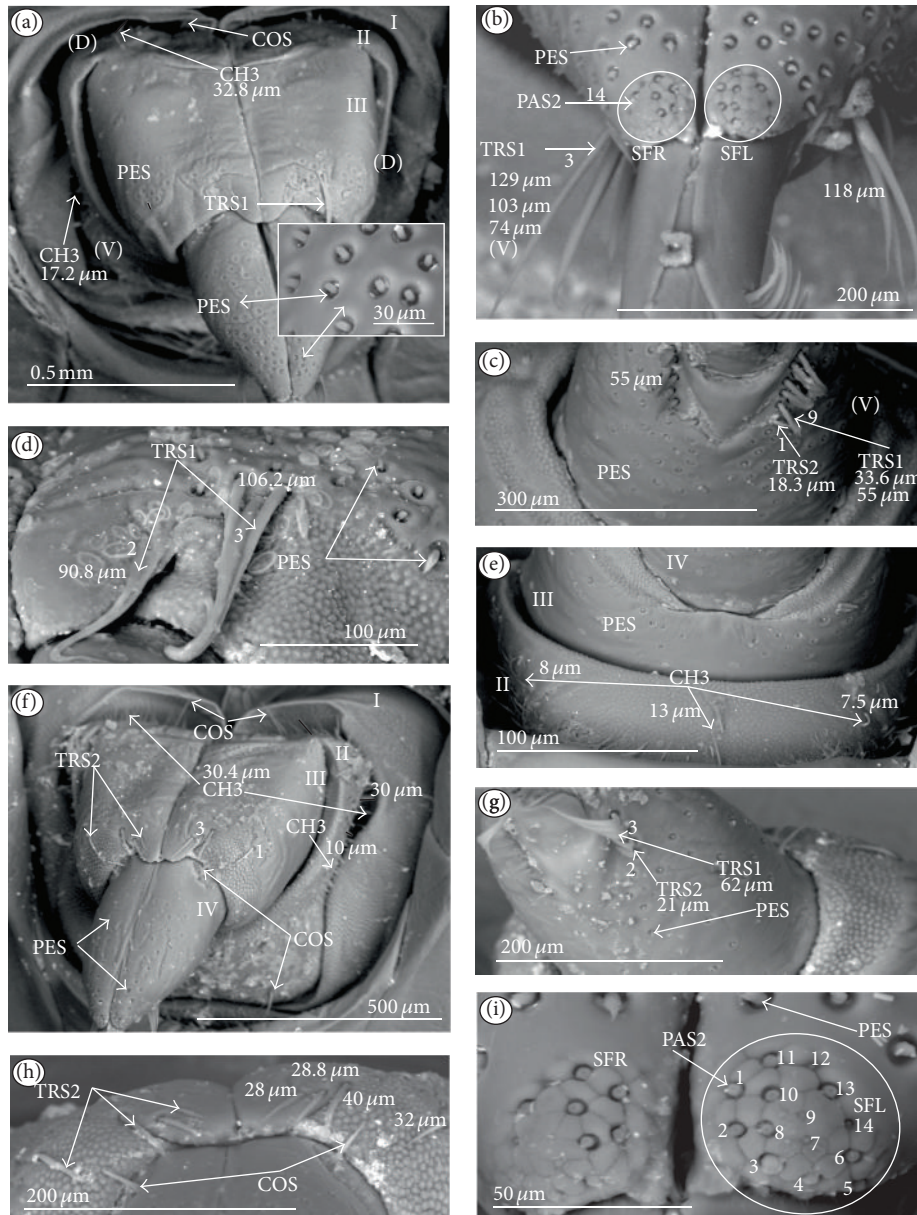 (a)
I
COS
(D)
II
CH3
32.8 μm
III
PES
(D)
TRS1
CH3
17.2 μm
(V)
PES
30 μm
0.5 mm
(b)
PES
PAS2
14
SFR
SFL
TRS1
3
129 μm
103 μm
74 μm
(V)
118 μm
200 μm
(c)
55 μm
9
(V)
1
PES
TRS2
18.3 μm
TRS1
33.6 μm
55 μm
300 μm
(d)
TRS1
106.2 μm
2
3
90.8 μm
PES
100 μm
(e)
IV
III
PES
II
8 μm
CH3
13 μm
7.5 μm
100 μm
(f)
I
COS
TRS2
30.4 μm
CH3
II
III
30 μm
3
CH3
10 μm
1
IV
PES
COS
500 μm
(g)
3
2
TRS1
62 μm
TRS2
21 μm
PES
200 μm
(h)
TRS2
28.8 μm
28 μm
40 μm
32 μm
COS
200 μm
(i)
PES
PAS2
SFR
11 12
1
10
13
SFL
9
14
2
8
7
6
3
4
5
50 μm